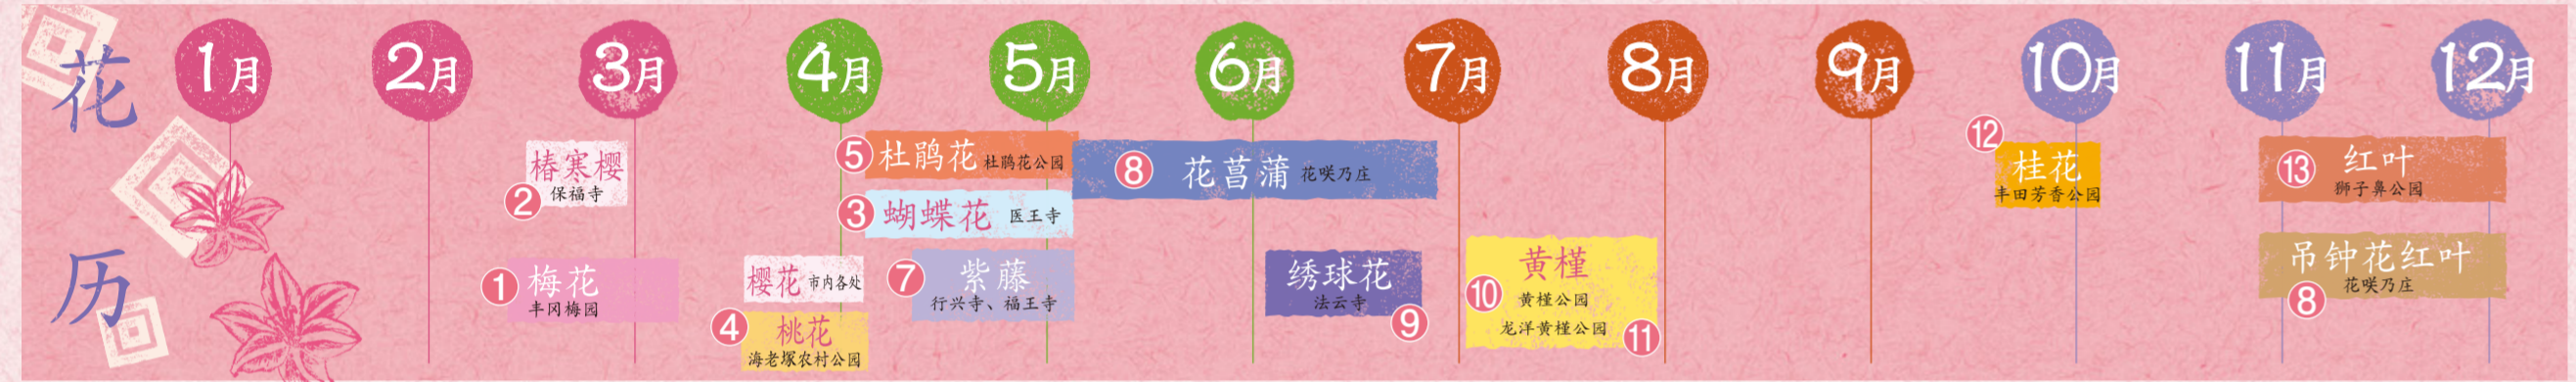 花历
1月
2月
3月
4月
5月
6月
7月
8月
9月
10月
11月
12月
椿寒樱
保福寺
②
① 梅花
丰冈梅园
⑤ 杜鹃花 杜鹃花公园
③ 蝴蝶花 医王寺
樱花 市内各处
④ 桃花
海老塚农村公园
⑦ 紫藤
行兴寺、福王寺
⑧ 花菖蒲 花咲乃庄
绣球花
法云寺
⑨
黄槿
⑩ 黄槿公园
龙洋黄槿公园 ⑪
⑫
桂花
丰田芳香公园
⑬ 红叶
狮子鼻公园
吊钟花红叶
花咲乃庄
⑧